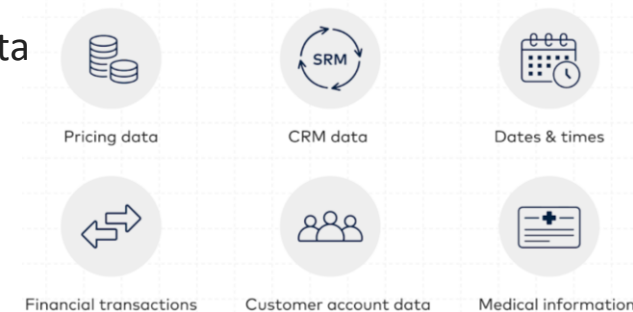 ta
SRM
Pricing data
CRM data
Dates & times
Financial transactions
Customer account data
Medical information